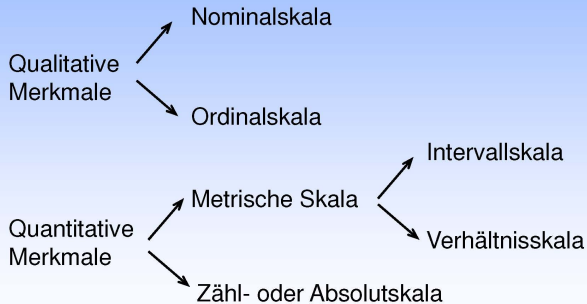 Nominalskala
Qualitative
Merkmale
Ordinalskala
Intervallskala
Metrische Skala
Quantitative
Merkmale
Verhältnisskala
Zähl- oder Absolutskala